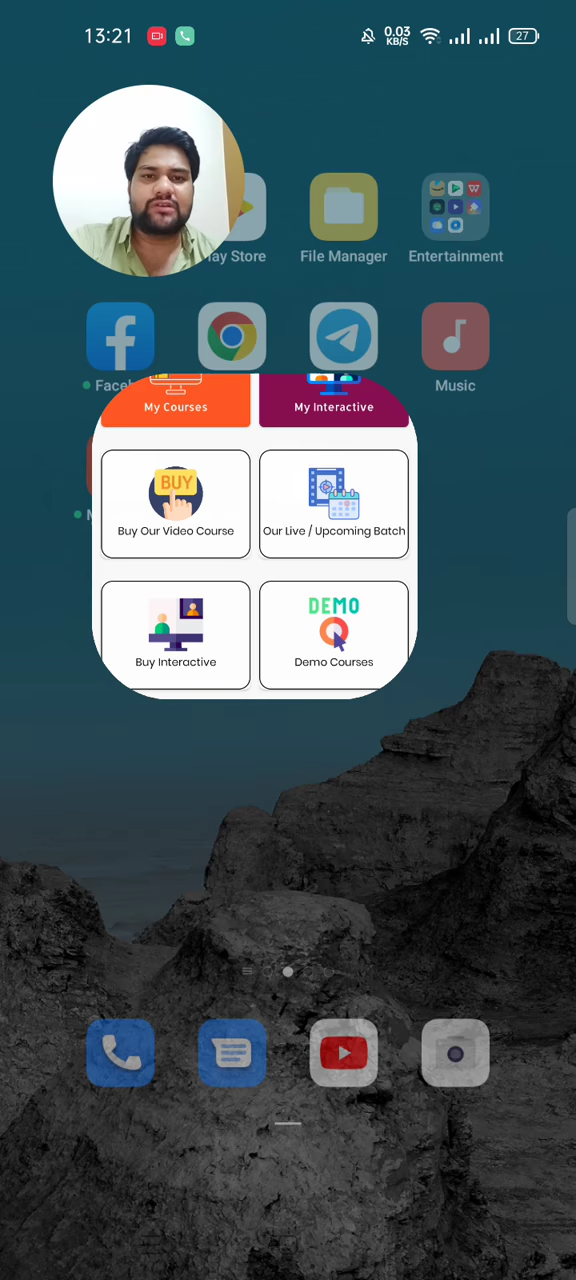 13:21
0.03
KB/S
27
lay Store
File Manager
Entertainment
Faceb
Music
My Courses
My Interactive
BUY
Buy Our Video Course
Our Live / Upcoming Batch
DEMO
Buy Interactive
Demo Courses